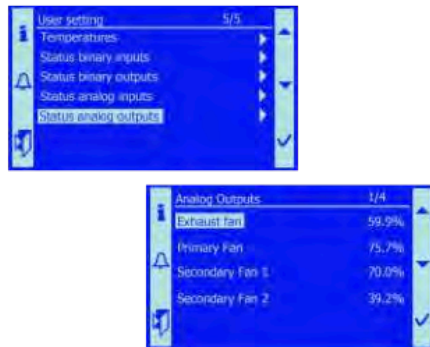 User setting 5/5
Temperatures
Status binary inputs
Status binary outputs
Status analog inputs
Status analog outputs
Analog Outputs 1/4
Exhaust fan 59.9%
Primary Fan 75.7%
Secondary Fan 1 70.0%
Secondary Fan 2 39.2%